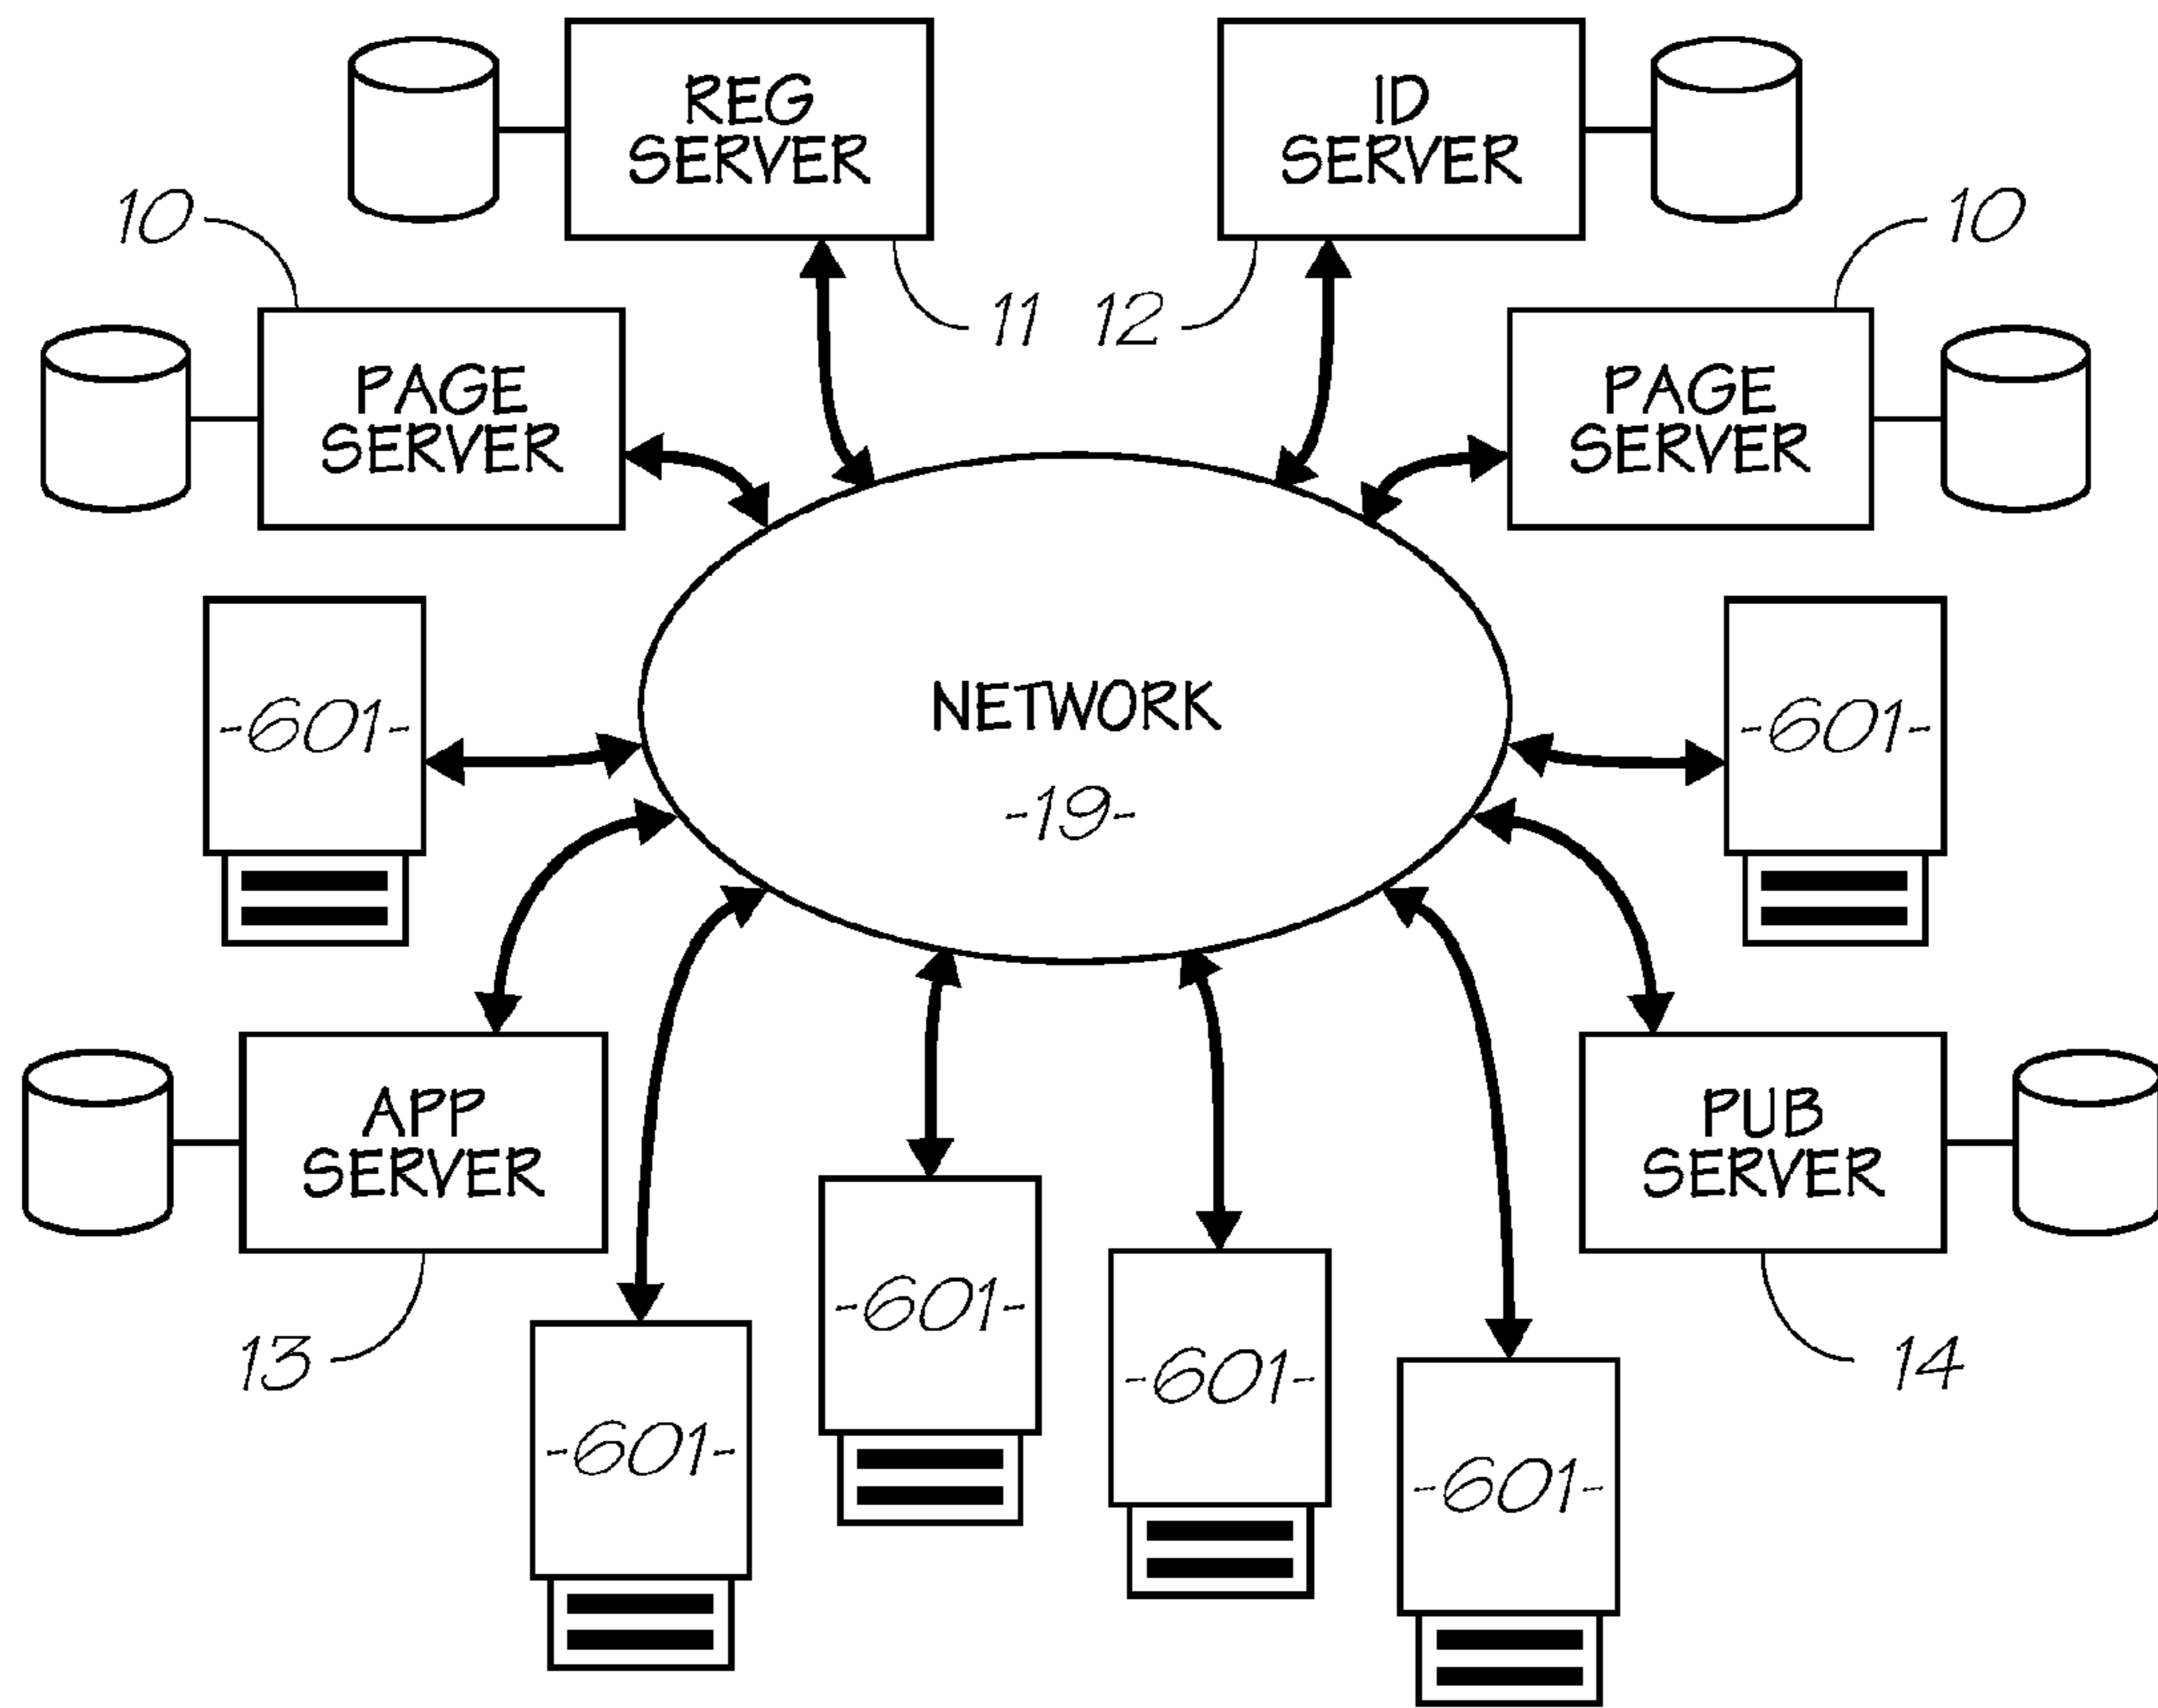 REG
SERVER
ID
SERVER
10
10
11
12
PAGE
SERVER
PAGE
SERVER
-601-
NETWORK
-19-
-601-
APP
SERVER
PUB
SERVER
-601-
-601-
-601-
-601-
13
14